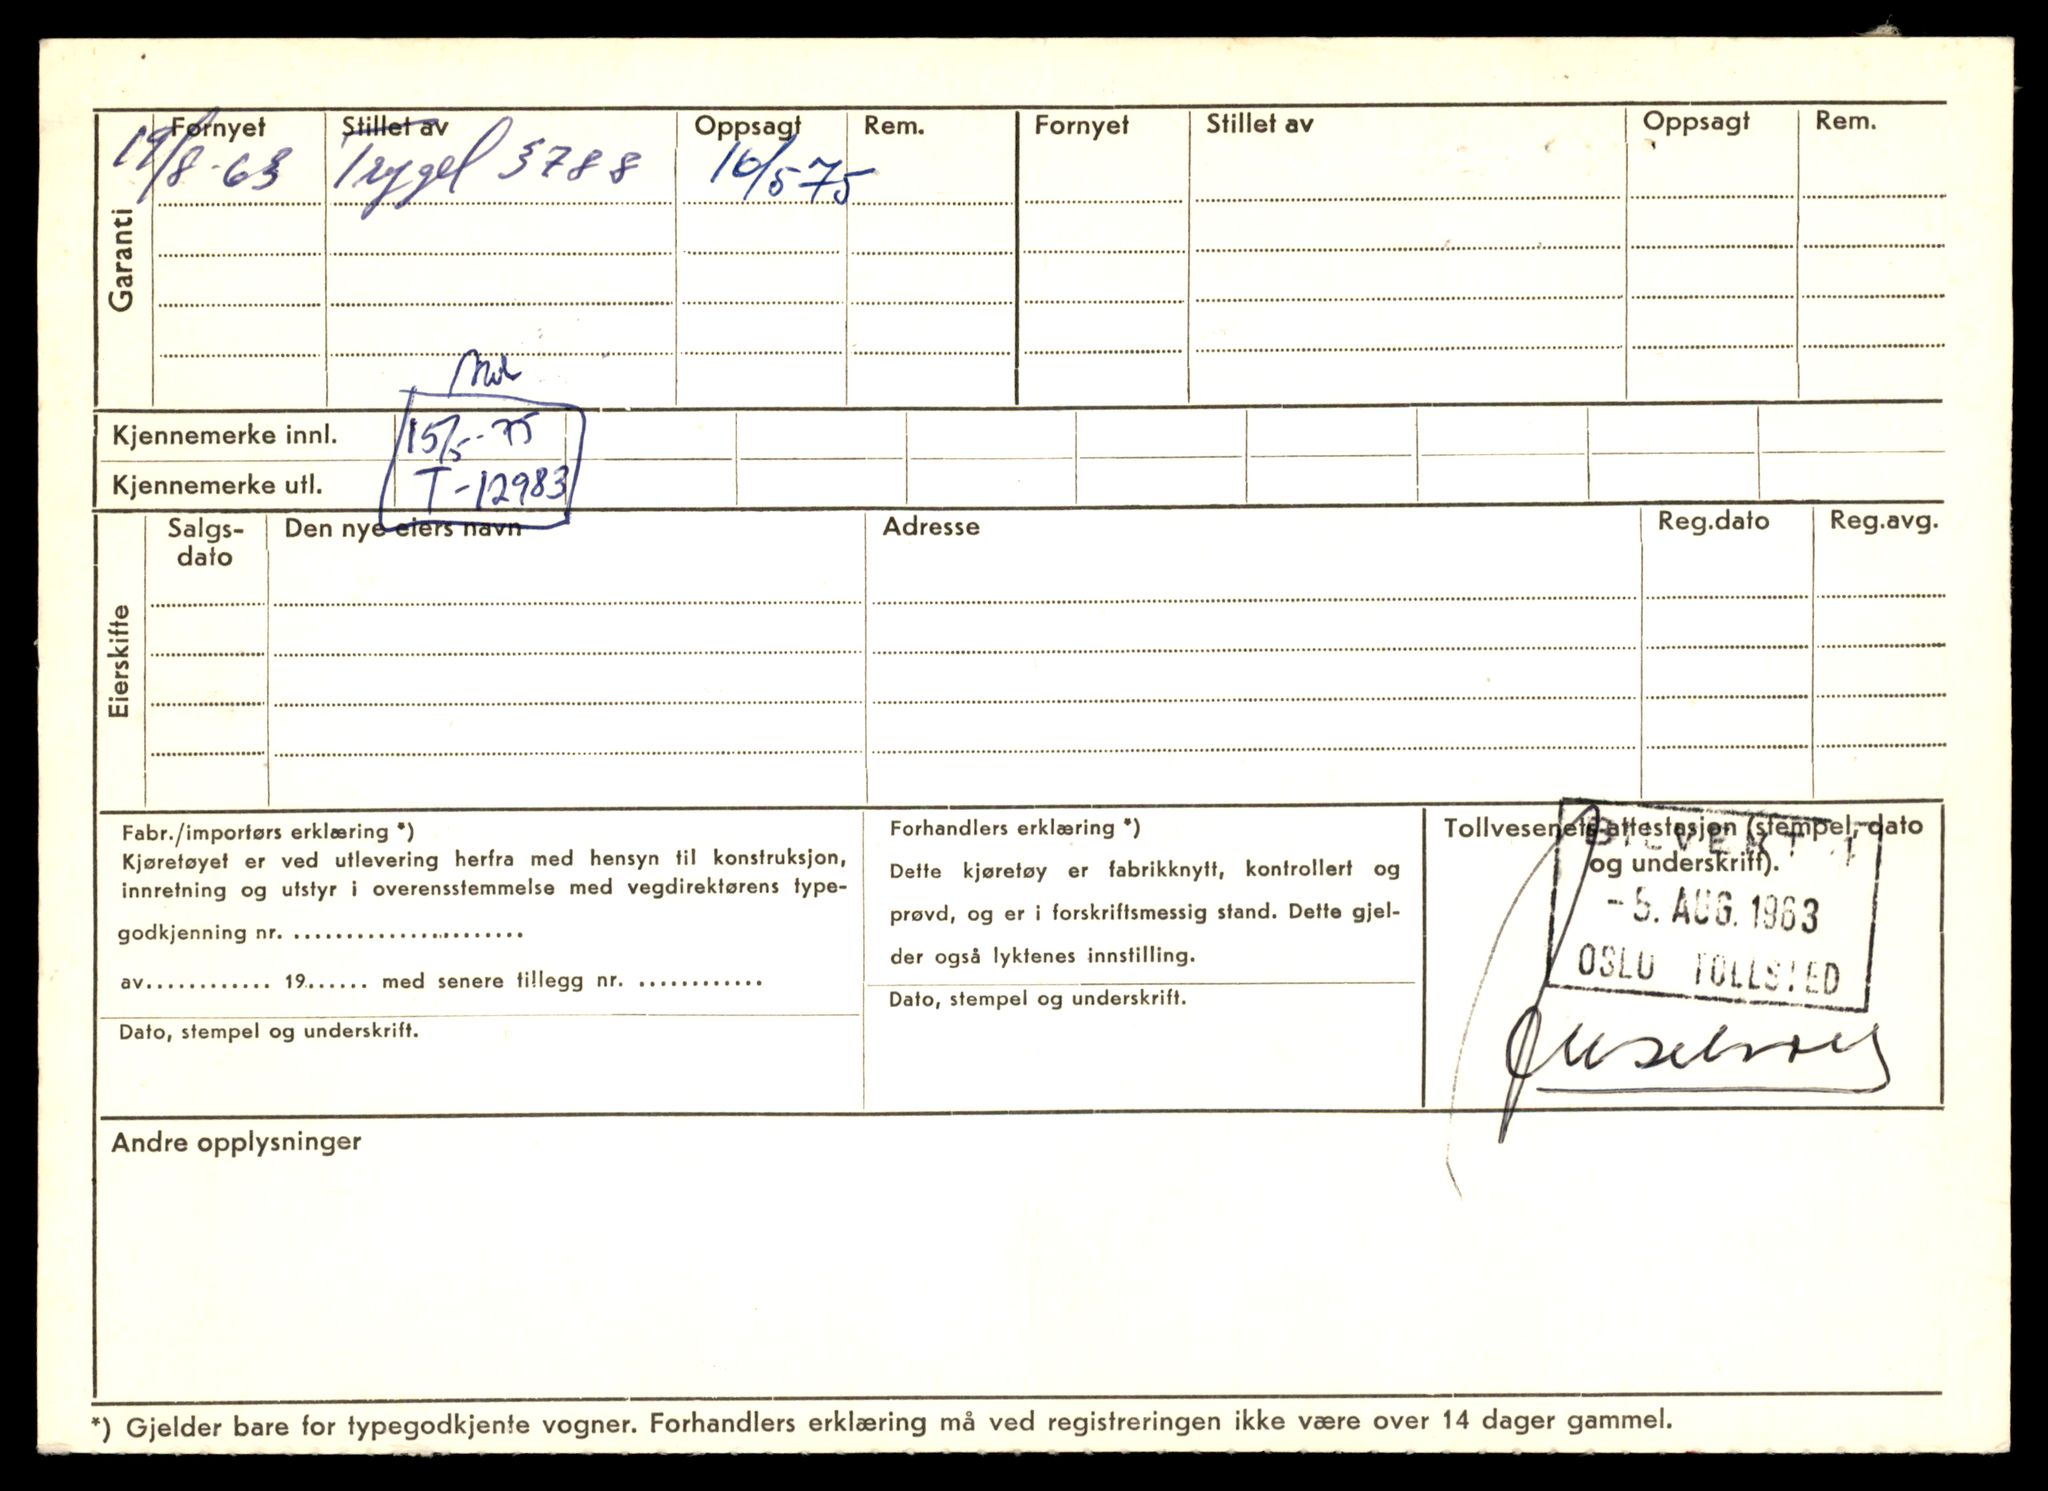 Garanti
Fornyet Stillet av Oppsagt Rem. Fornyet Stillet av Oppsagt Rem.
19/8-63 Trygd 3788 16/5-75
Kjennemerke innl. 15/5-75
Kjennemerke utl. T-12983
Eierskifte
Salgs-dato Den nye eiers navn Adresse Reg.dato Reg.avg.
Fabr./importørs erklæring *)
Kjøretøyet er ved utlevering herfra med hensyn til konstruksjon,
innretning og utstyr i overensstemmelse med vegdirektørens type-
godkjenning nr. ........................
av............ 19...... med senere tillegg nr. ............
Dato, stempel og underskrift.
Forhandlers erklæring *)
Dette kjøretøy er fabrikknytt, kontrollert og
prøvd, og er i forskriftsmessig stand. Dette gjel-
der også lyktenes innstilling.
Dato, stempel og underskrift.
Tollvesenets attestasjon (stempel, dato
og underskrift).
-5. AUG. 1963
OSLO TOLLSTED
Andre opplysninger
*) Gjelder bare for typegodkjente vogner. Forhandlers erklæring må ved registreringen ikke være over 14 dager gammel.